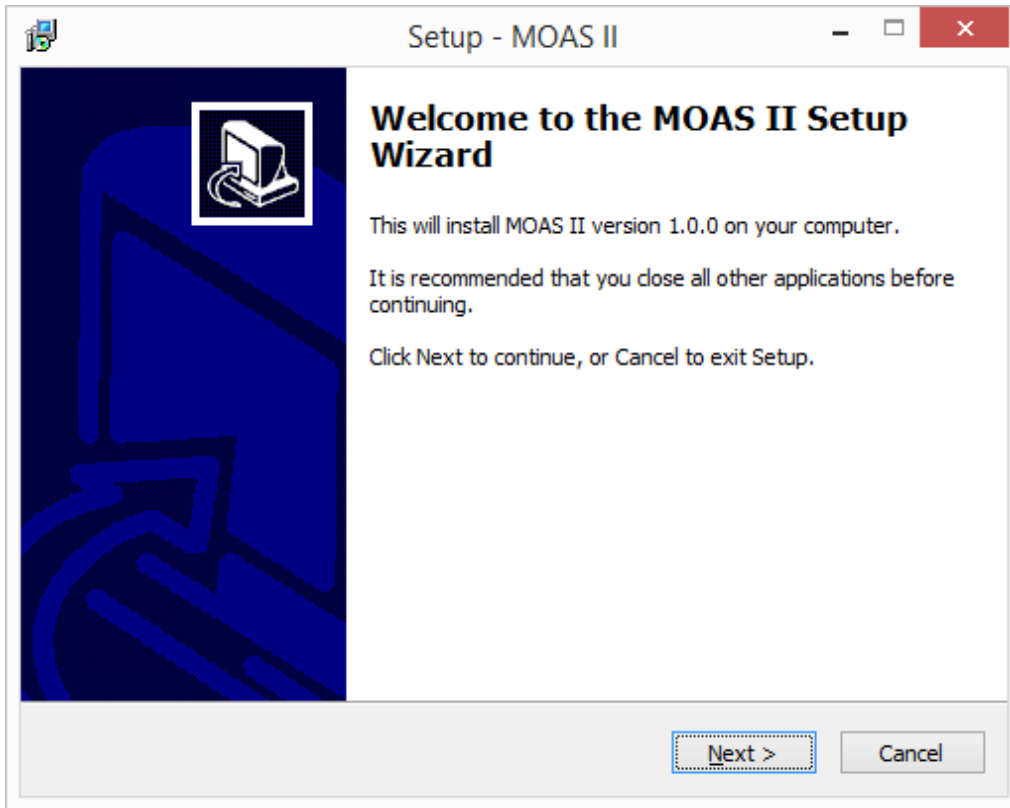 Setup - MOAS II
Welcome to the MOAS II Setup
Wizard
This will install MOAS II version 1.0.0 on your computer.
It is recommended that you close all other applications before
continuing.
Click Next to continue, or Cancel to exit Setup.
Next >
Cancel